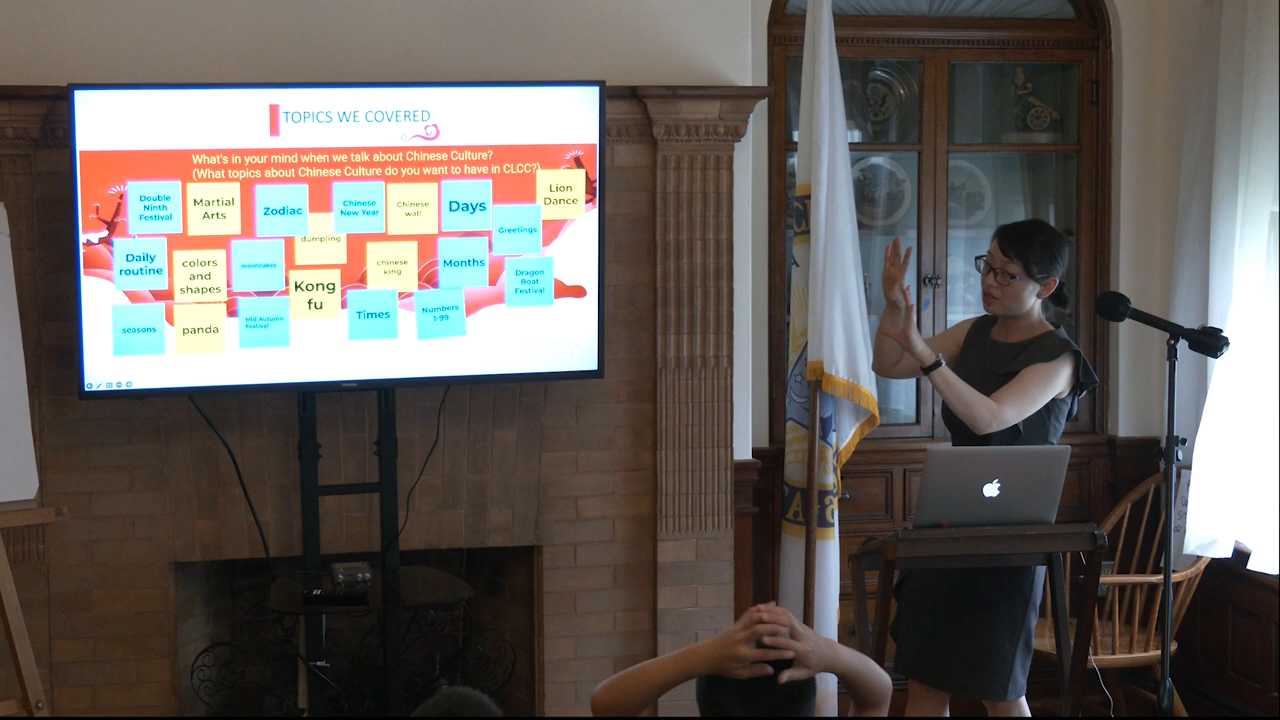 TOPICS WE COVERED
What's in your mind when we talk about Chinese Culture?
(What topics about Chinese Culture do you want to have in CLCC?)
Double
Ninth
Festival
Martial
Arts
Zodiac
Chinese
New Year
Chinese
wall
Days
Lion
Dance
Greetings
dumpling
Daily
routine
colors
and
shapes
mooncakes
chinese
king
Months
Dragon
Boat
Festival
Kong
fu
seasons
panda
Mid-Autumn
Festival
Times
Numbers
1-99